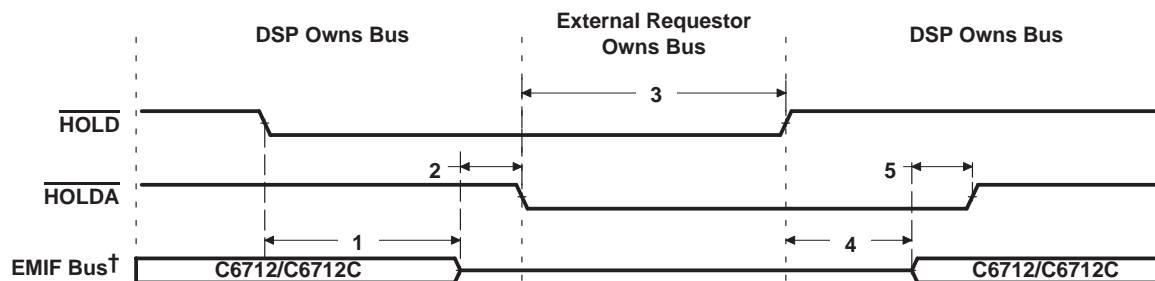 DSP Owns Bus
External Requestor
Owns Bus
DSP Owns Bus
3
HOLD
2
5
HOLDA
1
4
EMIF Bus†
C6712/C6712C
C6712/C6712C